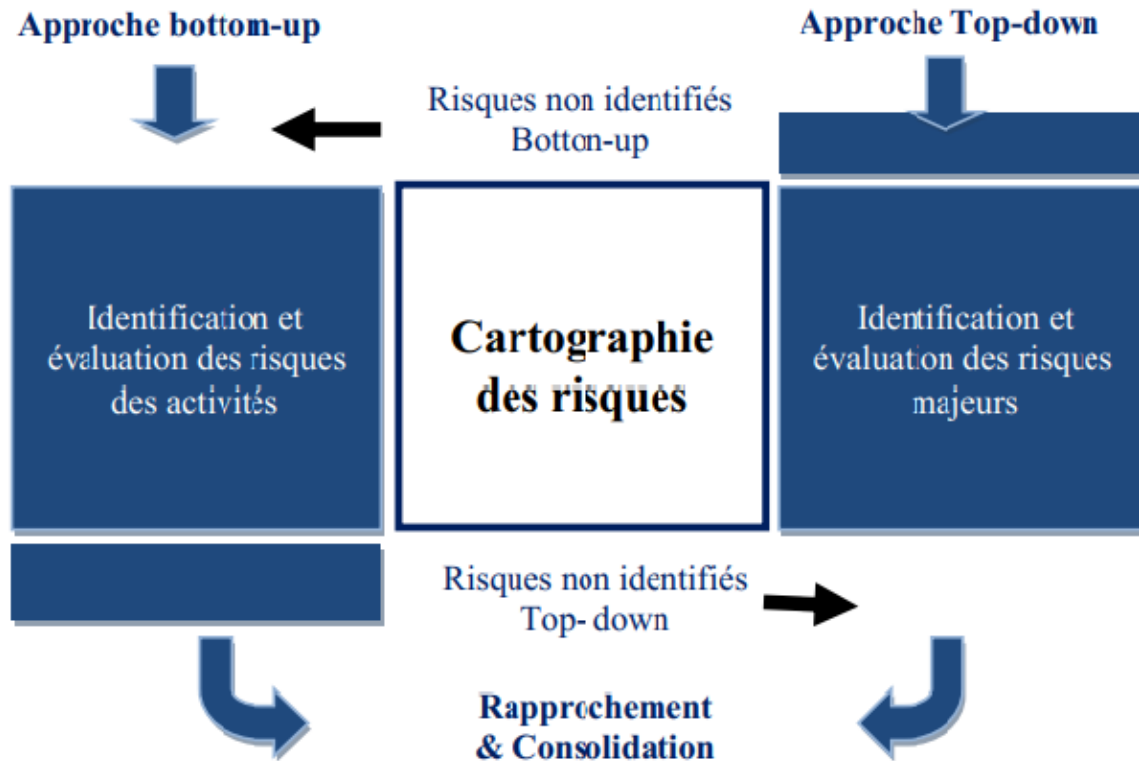 Approche bottom-up
Approche Top-down
Risques non identifiés
Botton-up
Identification et
évaluation des risques
des activités
Cartographie
des risques
Identification et
évaluation des risques
majeurs
Risques non identifiés
Top- down
Rapprochement
& Consolidation